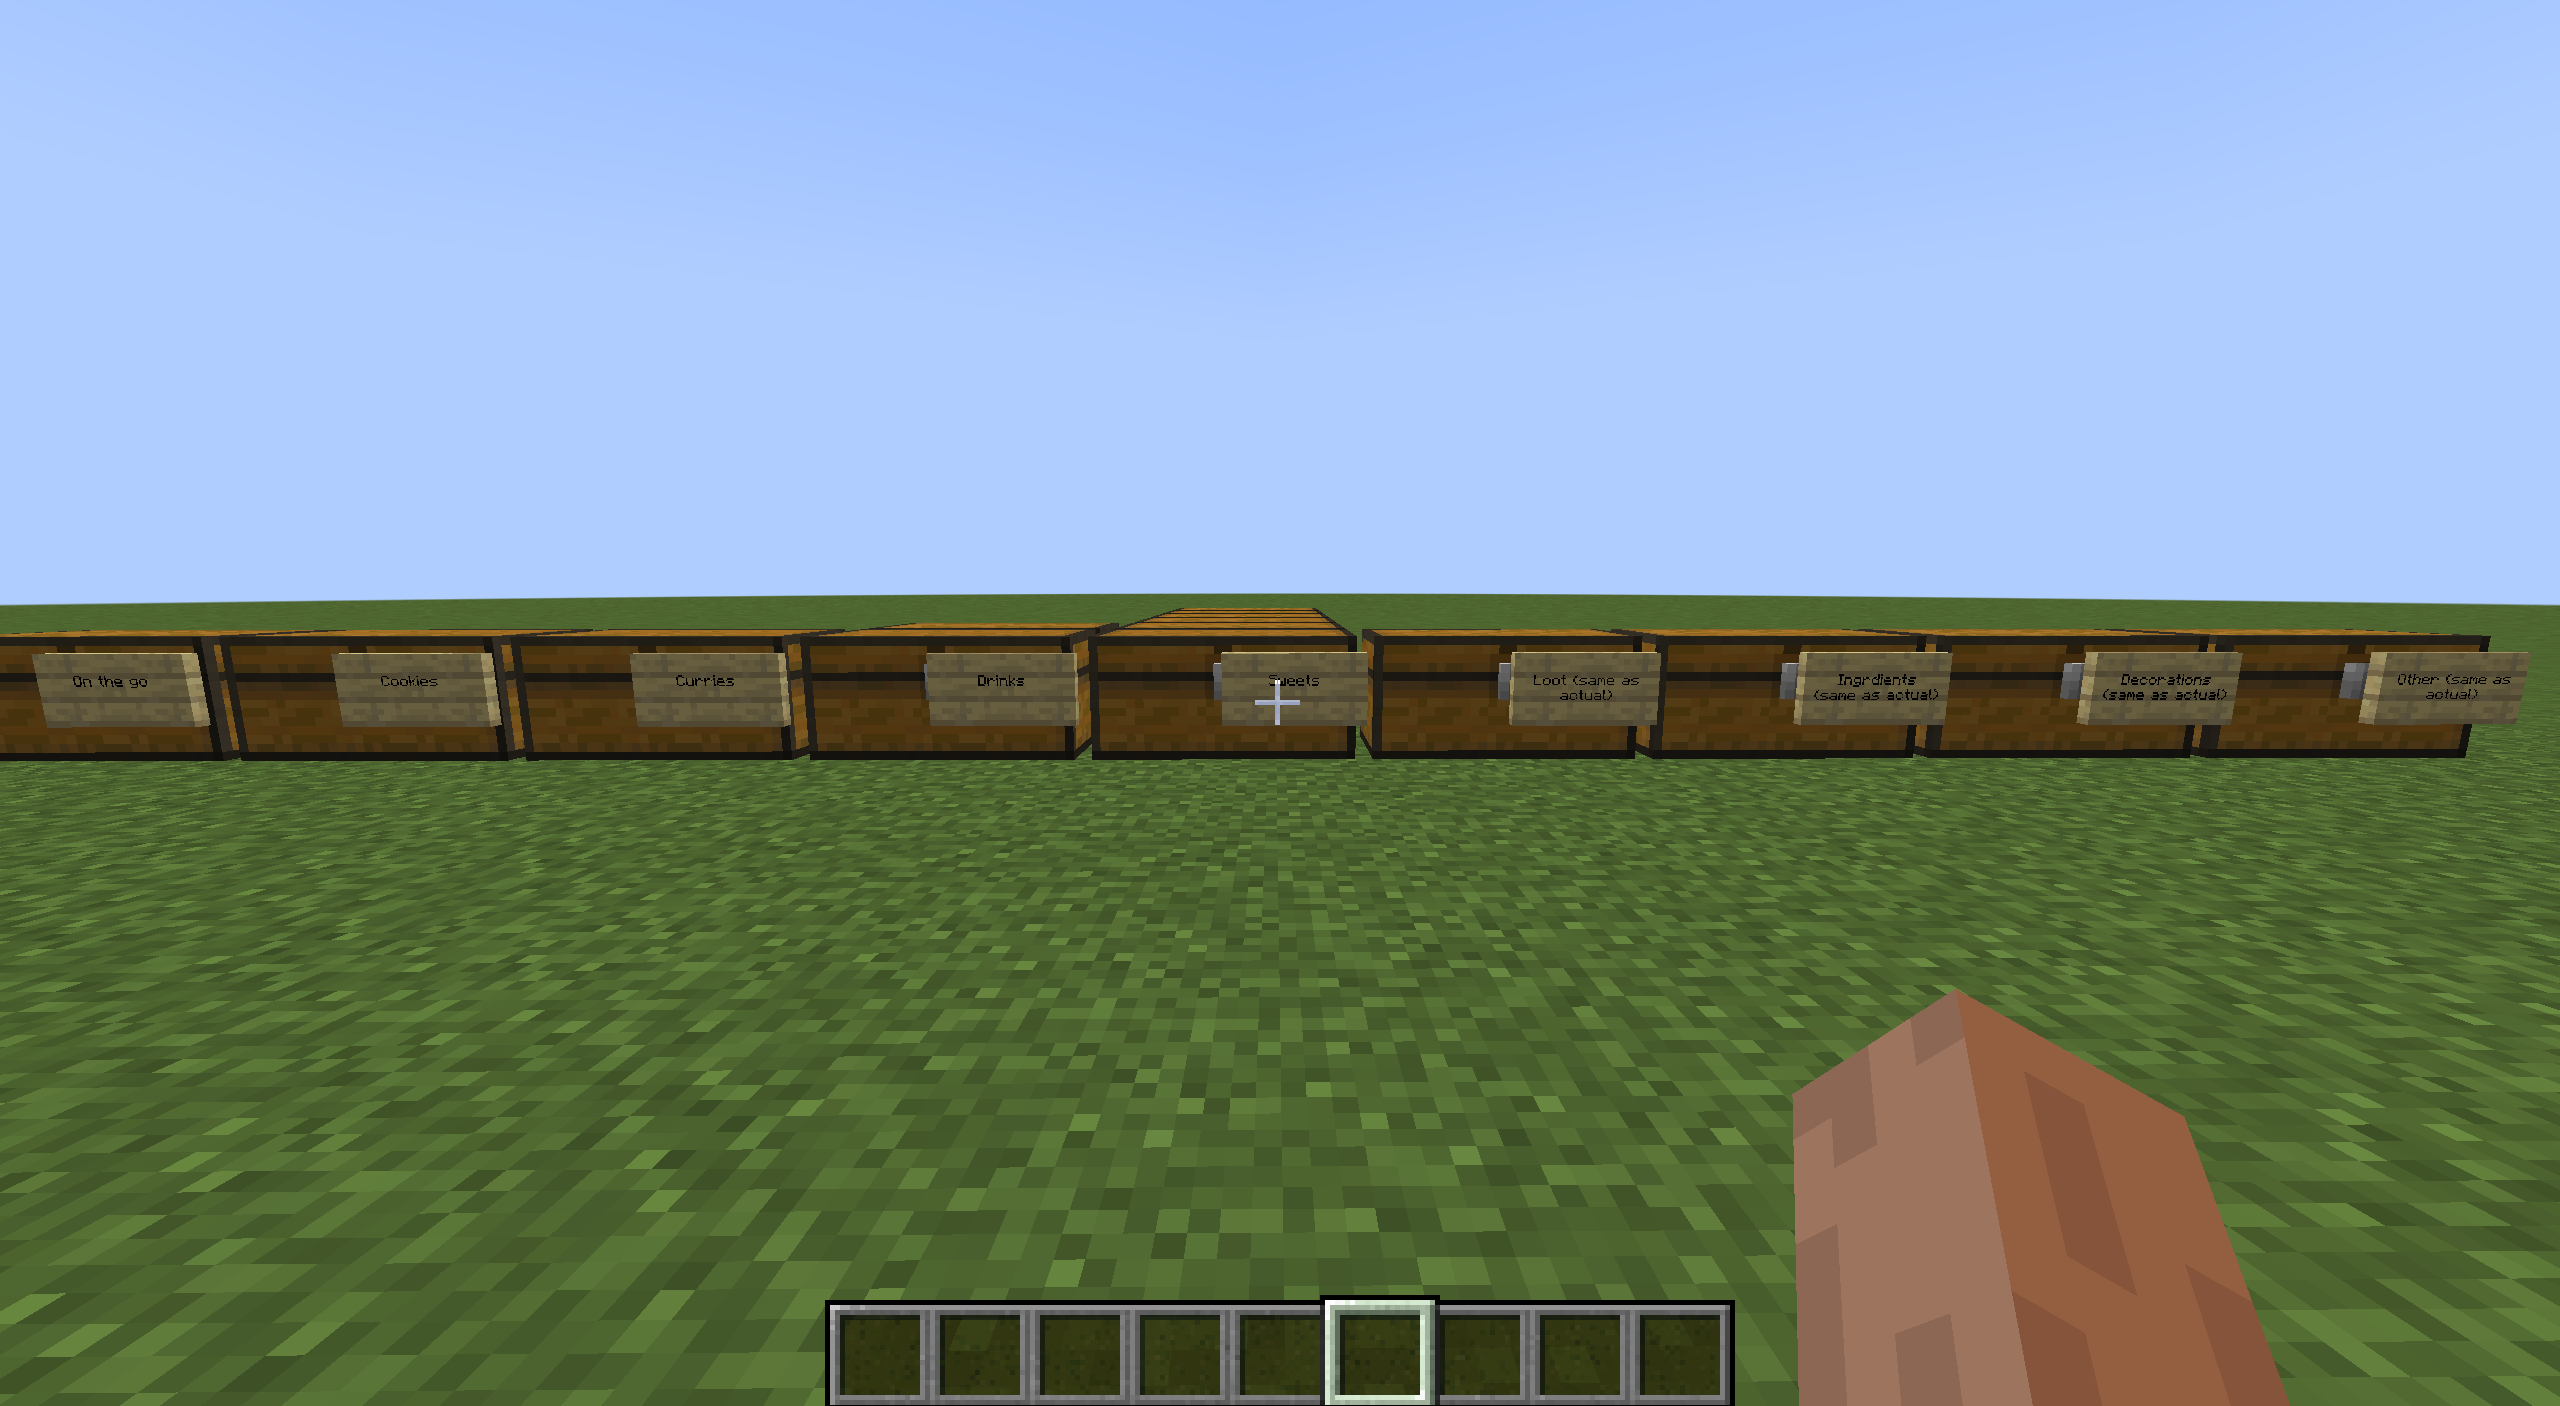 On the go
Cookies
Curries
Drinks
Sweets
Loot (same as
actual)
Ingrdients
(same as actual)
Decorations
(same as actual)
Other (same as
actual)